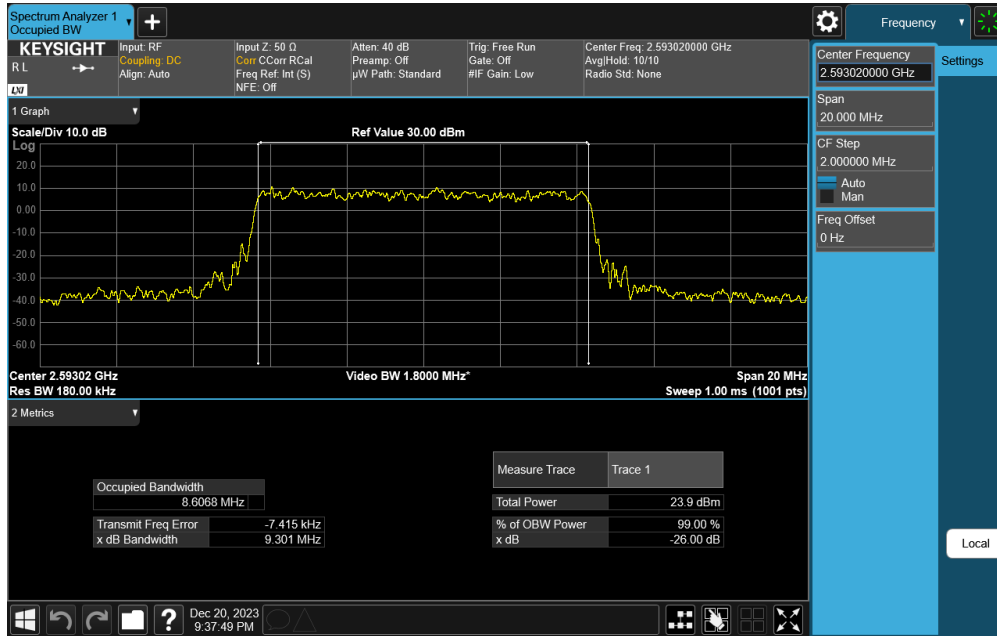 Spectrum Analyzer 1
Occupied BW
Frequency
KEYSIGHT
R L
LXI
Input: RF
Coupling: DC
Align: Auto
Input Z: 50 Ω
Corr CCorr RCal
Freq Ref: Int (S)
NFE: Off
Atten: 40 dB
Preamp: Off
µW Path: Standard
Trig: Free Run
Gate: Off
#IF Gain: Low
Center Freq: 2.593020000 GHz
Avg|Hold: 10/10
Radio Std: None
Center Frequency
2.593020000 GHz
Settings
Span
20.000 MHz
CF Step
2.000000 MHz
Auto
Man
Freq Offset
0 Hz
1 Graph
Scale/Div 10.0 dB
Ref Value 30.00 dBm
Log
20.0
10.0
0.00
-10.0
-20.0
-30.0
-40.0
-50.0
-60.0
Center 2.59302 GHz
Video BW 1.8000 MHz*
Span 20 MHz
Res BW 180.00 kHz
Sweep 1.00 ms (1001 pts)
2 Metrics
Measure Trace Trace 1
Occupied Bandwidth
8.6068 MHz
Total Power 23.9 dBm
Transmit Freq Error -7.415 kHz
% of OBW Power 99.00 %
x dB Bandwidth 9.301 MHz
x dB -26.00 dB
Local
?
Dec 20, 2023
9:37:49 PM